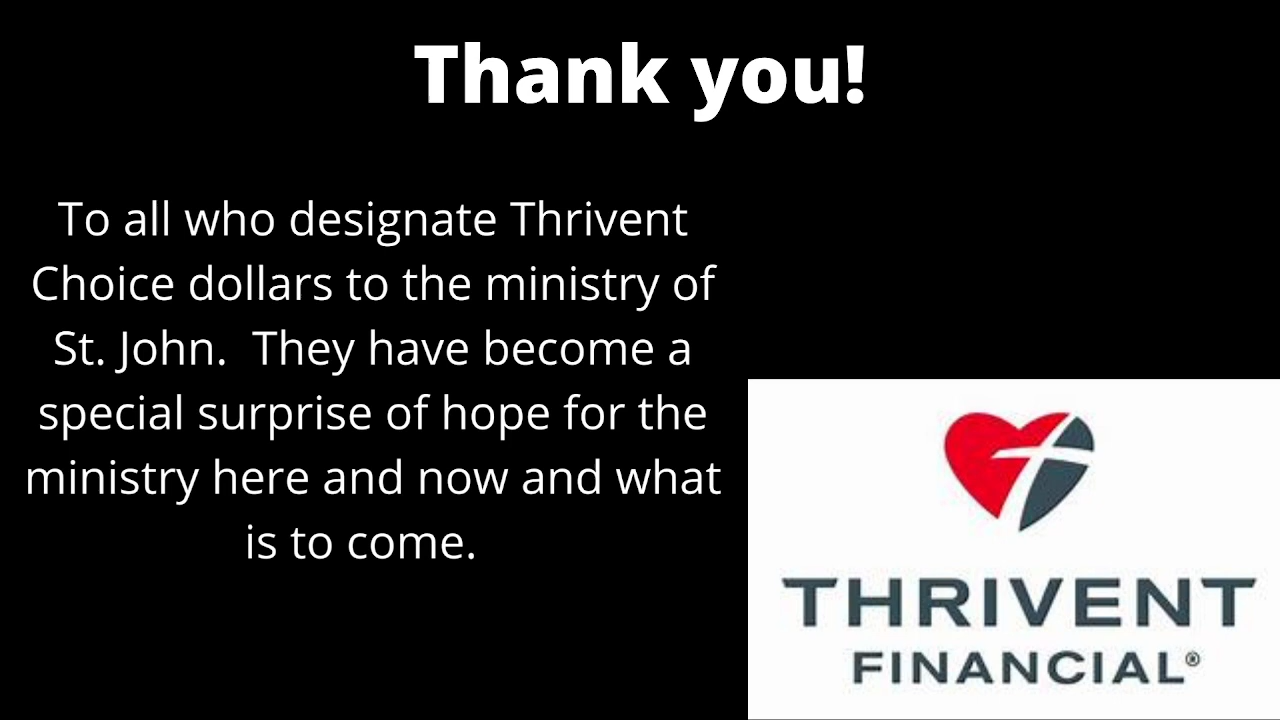 Thank you!
To all who designate Thrivent
Choice dollars to the ministry of
St. John.  They have become a
special surprise of hope for the
ministry here and now and what
is to come.
THRIVENT
FINANCIAL®